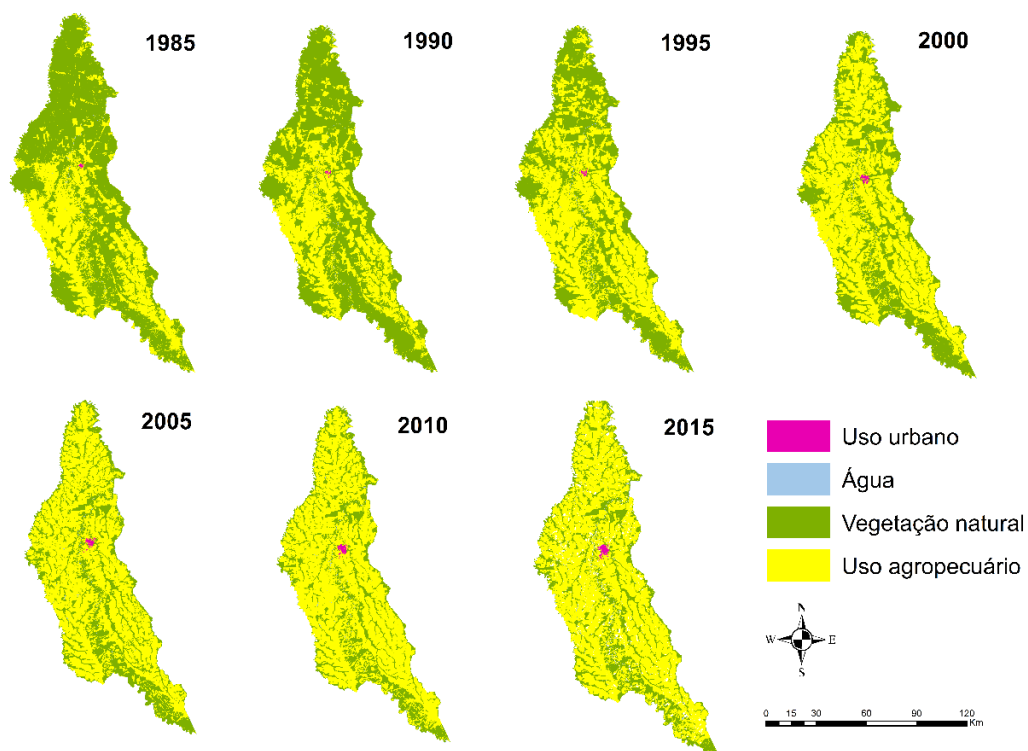 1985
1990
1995
2000
2005
2010
2015
Uso urbano
Água
Vegetação natural
Uso agropecuário
N
W E
S
0 15 30 60 90 120
Km